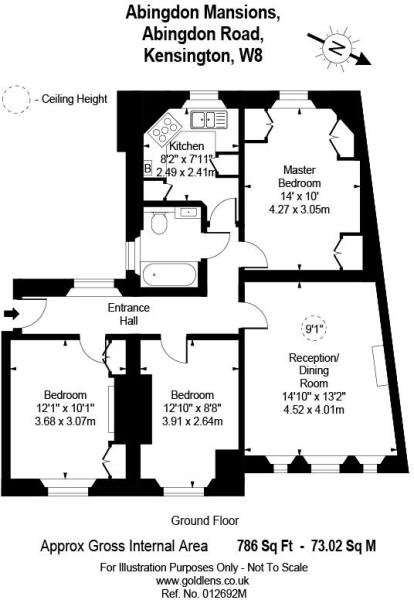 Abingdon Mansions,
Abingdon Road,
Kensington, W8
N
- Ceiling Height
Kitchen
8'2" x 7'11"
2.49 x 2.41m
B
Master
Bedroom
14' x 10'
4.27 x 3.05m
Entrance
Hall
9'1"
Reception/
Dining
Room
14'10" x 13'2"
4.52 x 4.01m
Bedroom
12'1" x 10'1"
3.68 x 3.07m
Bedroom
12'10" x 8'8"
3.91 x 2.64m
Ground Floor
Approx Gross Internal Area 786 Sq Ft - 73.02 Sq M
For Illustration Purposes Only - Not To Scale
www.goldlens.co.uk
Ref. No. 012692M